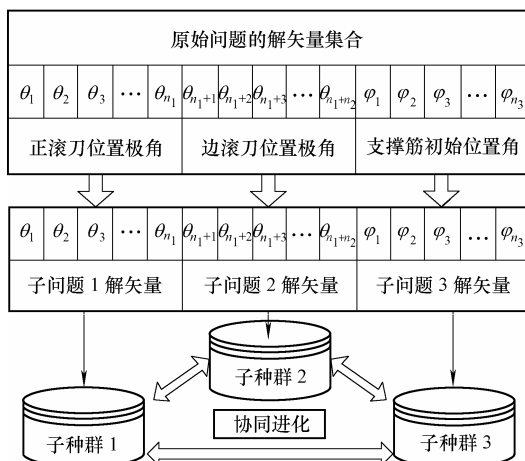 原始问题的解矢量集合
θ₁ θ₂ θ₃ … θₙ₁ θₙ₁₊₁ θₙ₁₊₂ θₙ₁₊₃ … θₙ₁₊ₙ₂ φ₁ φ₂ φ₃ … φₙ₃
正滚刀位置极角 边滚刀位置极角 支撑筋初始位置角
θ₁ θ₂ θ₃ … θₙ₁ θₙ₁₊₁ θₙ₁₊₂ θₙ₁₊₃ … θₙ₁₊ₙ₂ φ₁ φ₂ φ₃ … φₙ₃
子问题 1 解矢量 子问题 2 解矢量 子问题 3 解矢量
子种群 2
协同进化
子种群 1 子种群 3